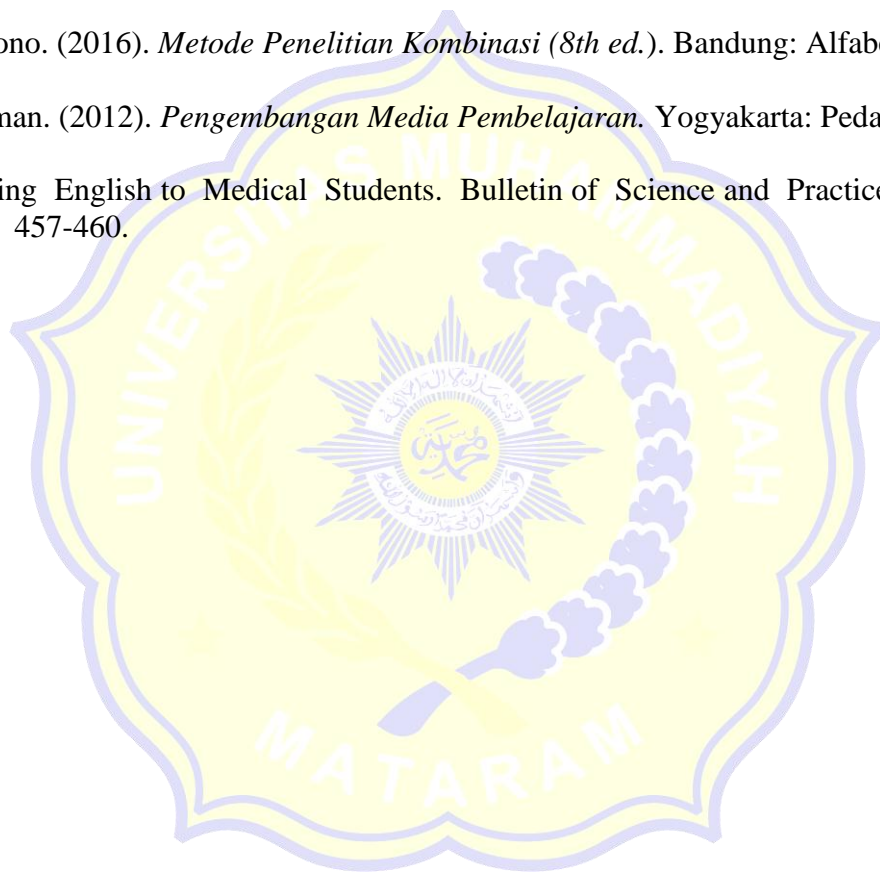 ono. (2016). Metode Penelitian Kombinasi (8th ed.). Bandung: Alfab
man. (2012). Pengembangan Media Pembelajaran. Yogyakarta: Peda
ing English to Medical Students. Bulletin of Science and Practice
457-460.
UNIVERSITAS MUHAMMADIYAH
MATARAM